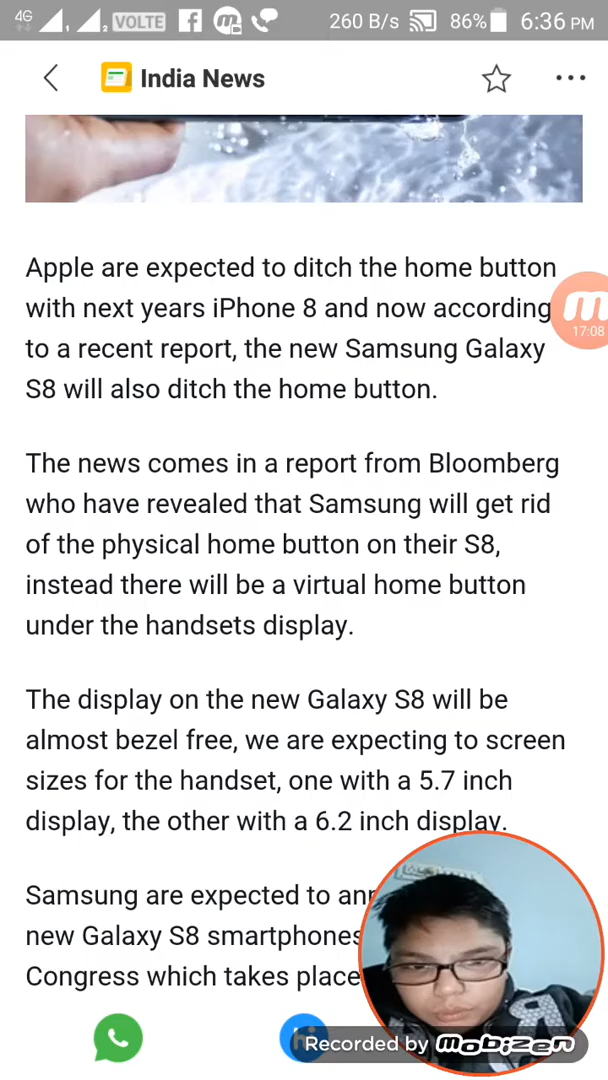 4G 1 2 VOLTE 260 B/s 86% 6:36 PM
India News
Apple are expected to ditch the home button
with next years iPhone 8 and now according
to a recent report, the new Samsung Galaxy
S8 will also ditch the home button.
17:08
The news comes in a report from Bloomberg
who have revealed that Samsung will get rid
of the physical home button on their S8,
instead there will be a virtual home button
under the handsets display.
The display on the new Galaxy S8 will be
almost bezel free, we are expecting to screen
sizes for the handset, one with a 5.7 inch
display, the other with a 6.2 inch display.
Samsung are expected to
new Galaxy S8 smartphones
Congress which takes place
Recorded by mobizen